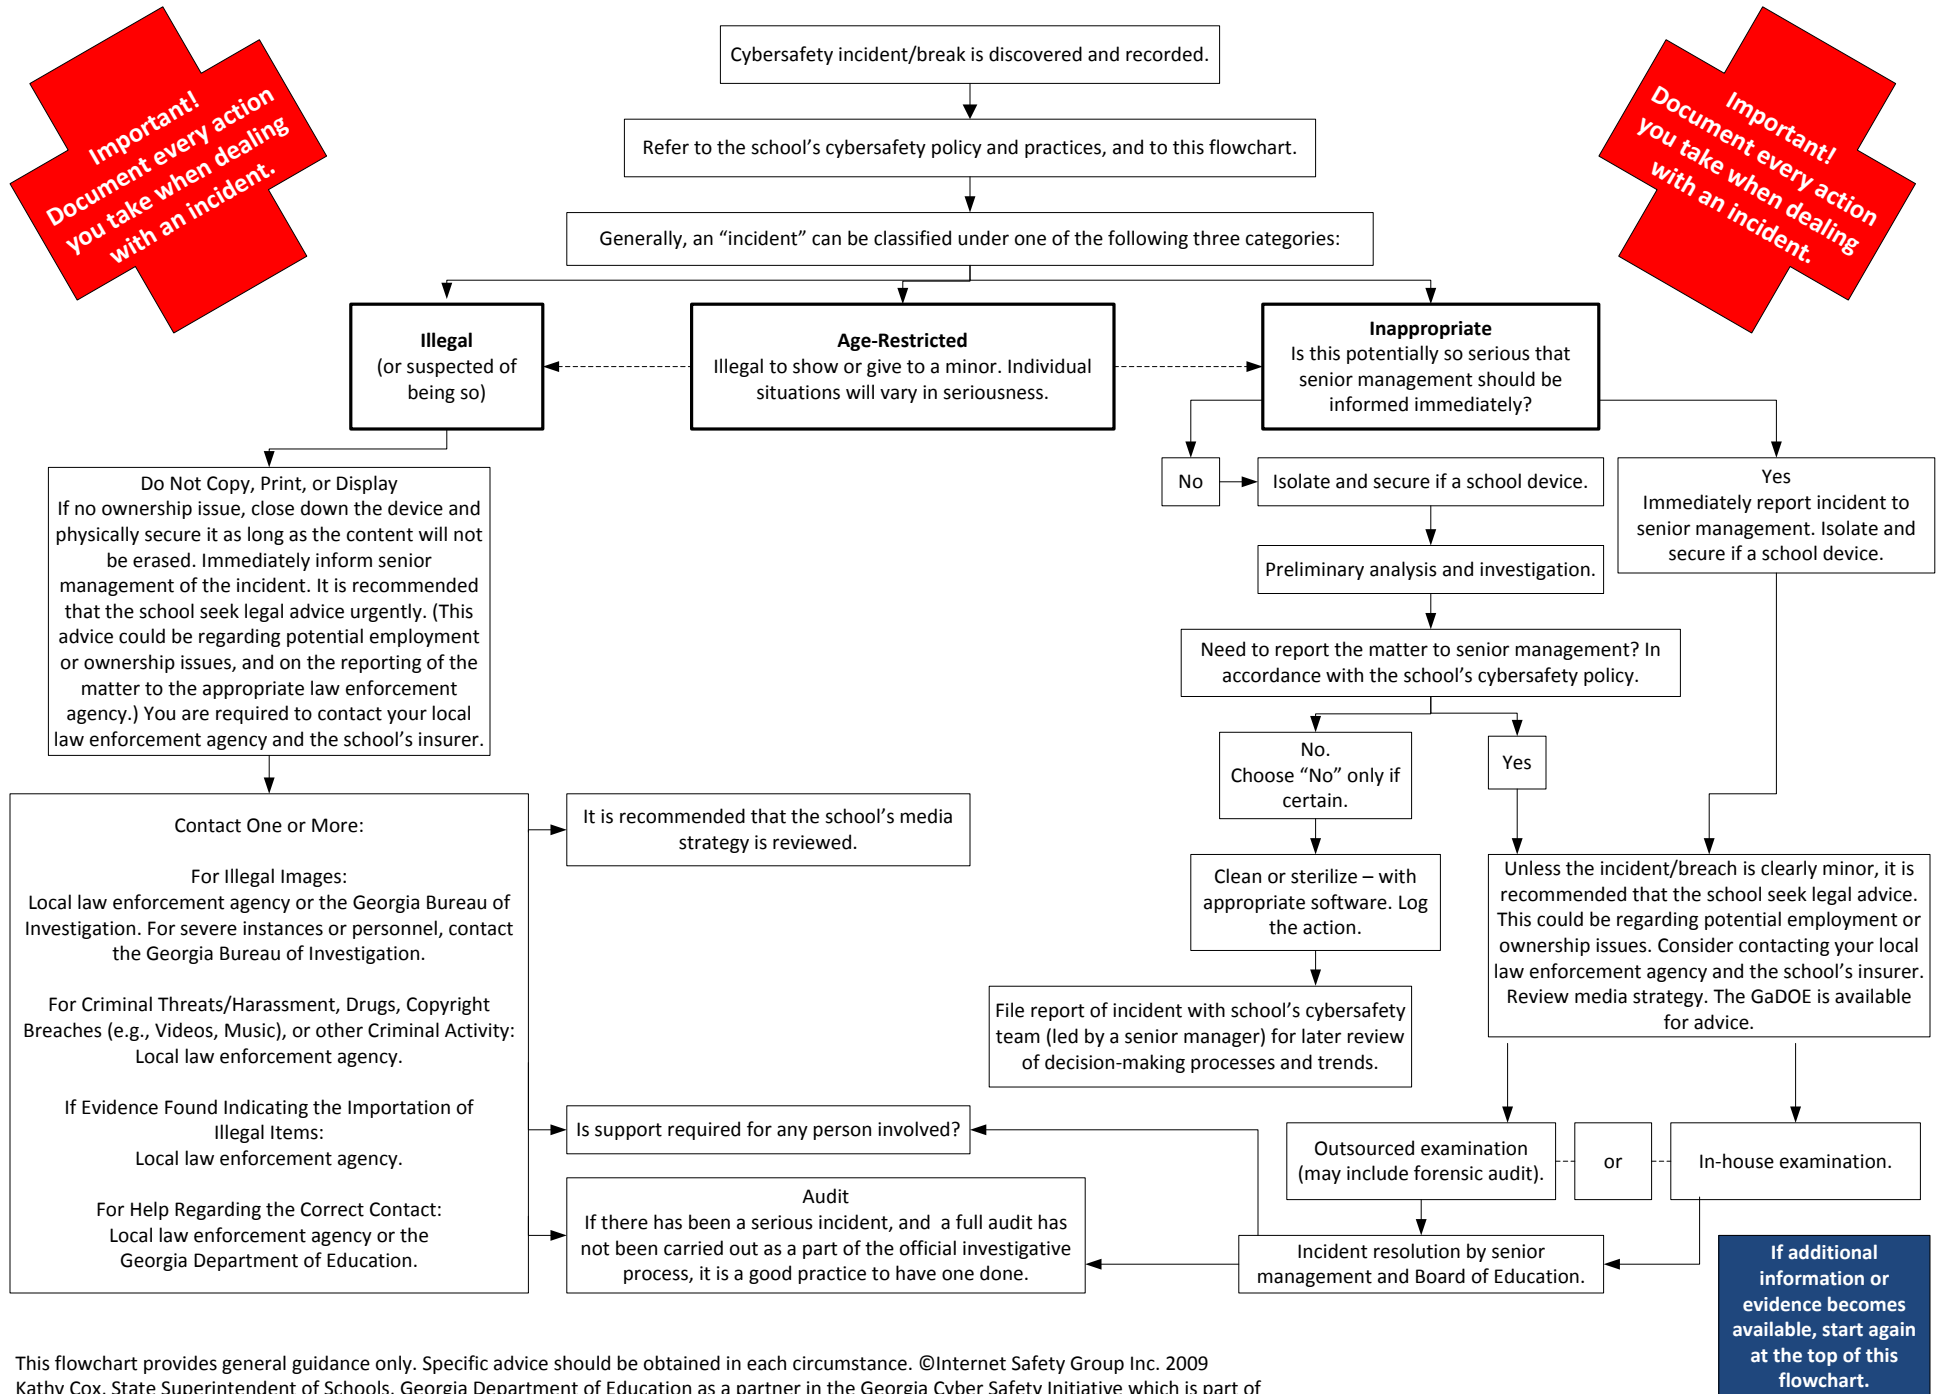 Important!
Document every action
you take when dealing
with an incident.
Cybersafety incident/break is discovered and recorded.
Important!
Document every action
you take when dealing
with an incident.
Refer to the school’s cybersafety policy and practices, and to this flowchart.
Generally, an “incident” can be classified under one of the following three categories:
Illegal
(or suspected of
being so)
Age-Restricted
Illegal to show or give to a minor. Individual
situations will vary in seriousness.
Inappropriate
Is this potentially so serious that
senior management should be
informed immediately?
Do Not Copy, Print, or Display
If no ownership issue, close down the device and
physically secure it as long as the content will not
be erased. Immediately inform senior
management of the incident. It is recommended
that the school seek legal advice urgently. (This
advice could be regarding potential employment
or ownership issues, and on the reporting of the
matter to the appropriate law enforcement
agency.) You are required to contact your local
law enforcement agency and the school’s insurer.
No
Isolate and secure if a school device.
Yes
Immediately report incident to
senior management. Isolate and
secure if a school device.
Preliminary analysis and investigation.
Need to report the matter to senior management? In
accordance with the school’s cybersafety policy.
No.
Choose “No” only if
certain.
Yes
Contact One or More:
For Illegal Images:
Local law enforcement agency or the Georgia Bureau of
Investigation. For severe instances or personnel, contact
the Georgia Bureau of Investigation.
For Criminal Threats/Harassment, Drugs, Copyright
Breaches (e.g., Videos, Music), or other Criminal Activity:
Local law enforcement agency.
If Evidence Found Indicating the Importation of
Illegal Items:
Local law enforcement agency.
For Help Regarding the Correct Contact:
Local law enforcement agency or the
Georgia Department of Education.
It is recommended that the school’s media
strategy is reviewed.
Clean or sterilize – with
appropriate software. Log
the action.
Unless the incident/breach is clearly minor, it is
recommended that the school seek legal advice.
This could be regarding potential employment or
ownership issues. Consider contacting your local
law enforcement agency and the school’s insurer.
Review media strategy. The GaDOE is available
for advice.
File report of incident with school’s cybersafety
team (led by a senior manager) for later review
of decision-making processes and trends.
Is support required for any person involved?
Outsourced examination
(may include forensic audit).
or
In-house examination.
Audit
If there has been a serious incident, and a full audit has
not been carried out as a part of the official investigative
process, it is a good practice to have one done.
Incident resolution by senior
management and Board of Education.
If additional
information or
evidence becomes
available, start again
at the top of this
flowchart.
This flowchart provides general guidance only. Specific advice should be obtained in each circumstance. ©Internet Safety Group Inc. 2009
Kathy Cox, State Superintendent of Schools, Georgia Department of Education as a partner in the Georgia Cyber Safety Initiative which is part of